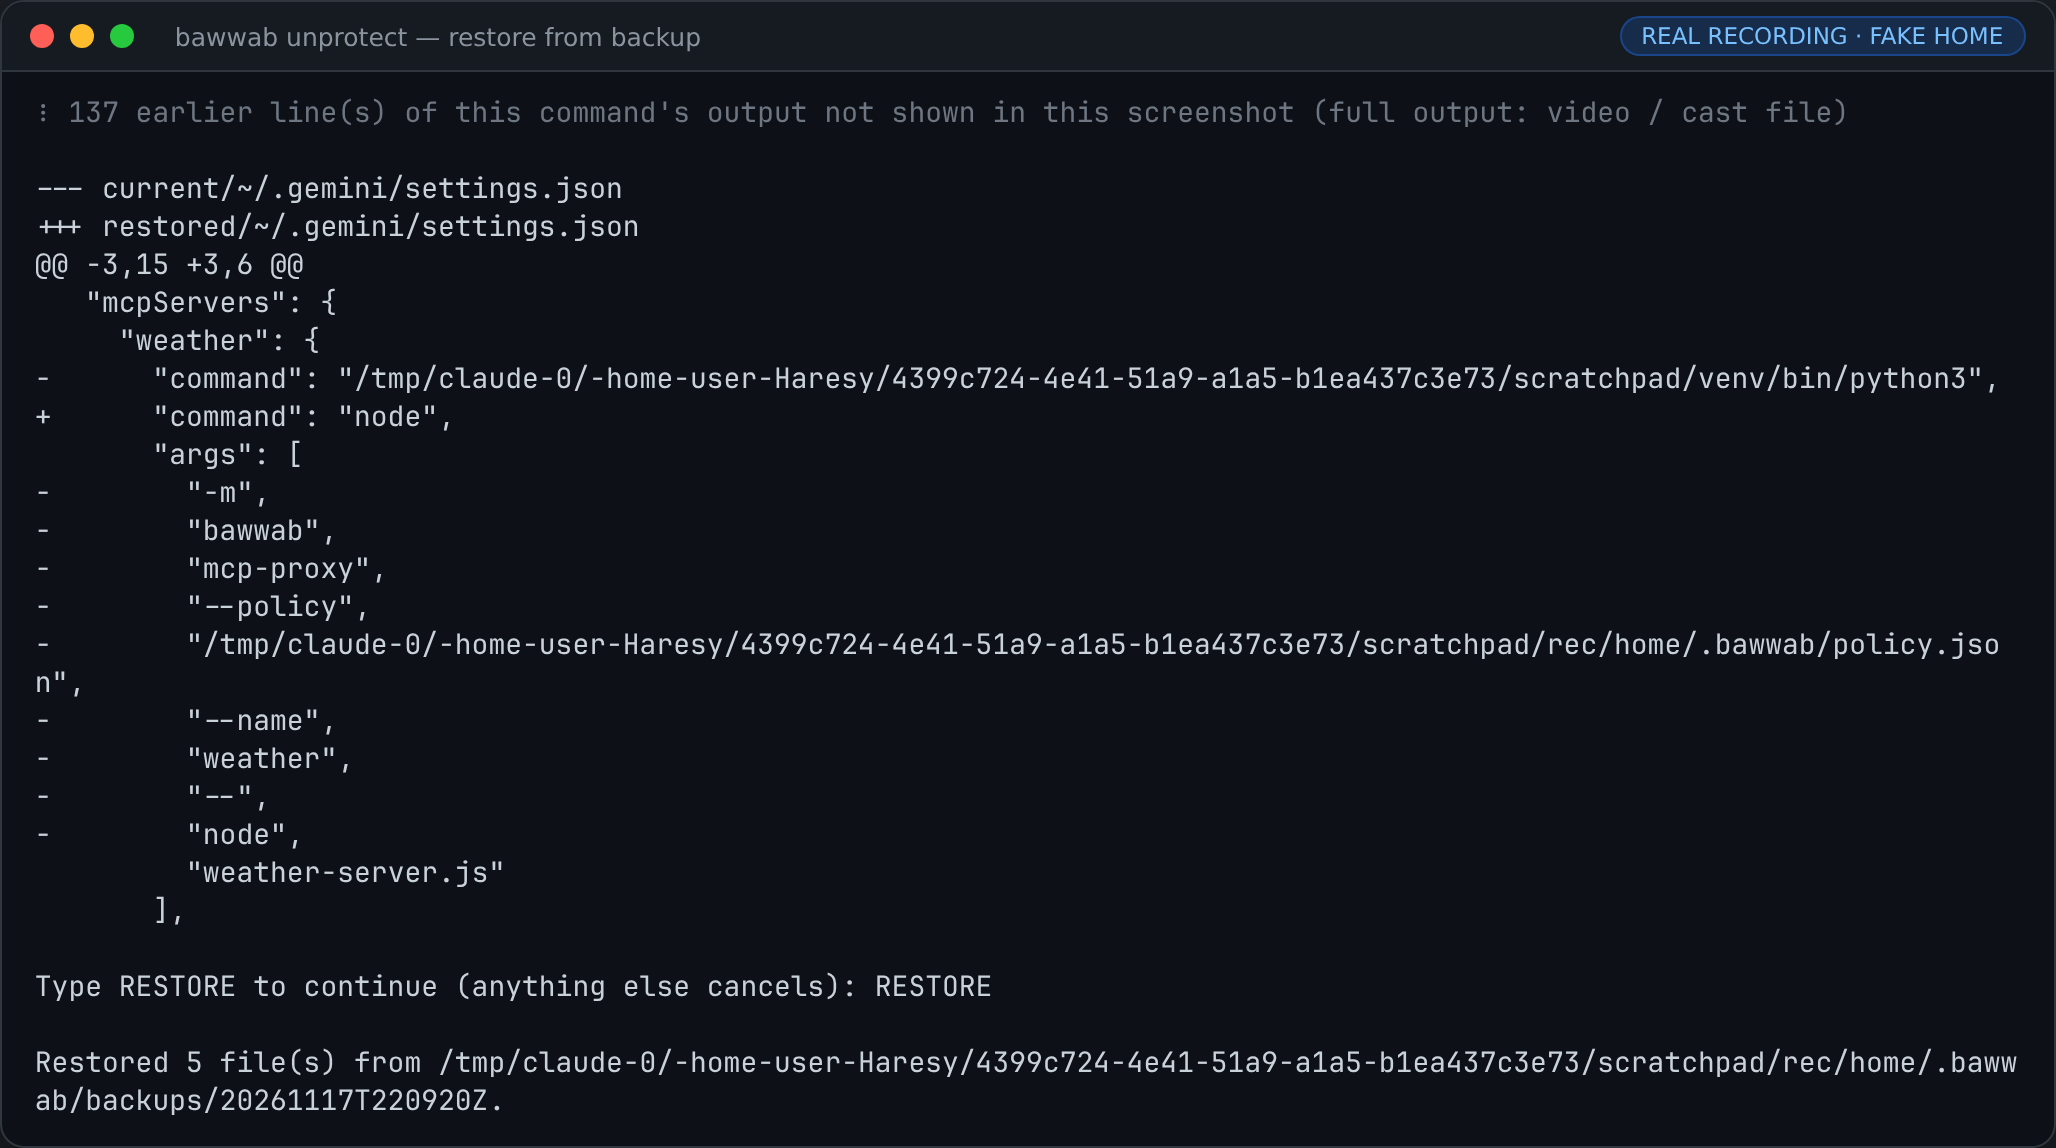 bawwab unprotect — restore from backup
REAL RECORDING · FAKE HOME
⋮ 137 earlier line(s) of this command's output not shown in this screenshot (full output: video / cast file)
--- current/~/.gemini/settings.json
+++ restored/~/.gemini/settings.json
@@ -3,15 +3,6 @@
   "mcpServers": {
     "weather": {
-      "command": "/tmp/claude-0/-home-user-Haresy/4399c724-4e41-51a9-a1a5-b1ea437c3e73/scratchpad/venv/bin/python3",
+      "command": "node",
       "args": [
-        "-m",
-        "bawwab",
-        "mcp-proxy",
-        "--policy",
-        "/tmp/claude-0/-home-user-Haresy/4399c724-4e41-51a9-a1a5-b1ea437c3e73/scratchpad/rec/home/.bawwab/policy.jso
n",
-        "--name",
-        "weather",
-        "--",
-        "node",
         "weather-server.js"
       ],
Type RESTORE to continue (anything else cancels): RESTORE
Restored 5 file(s) from /tmp/claude-0/-home-user-Haresy/4399c724-4e41-51a9-a1a5-b1ea437c3e73/scratchpad/rec/home/.baww
ab/backups/20261117T220920Z.